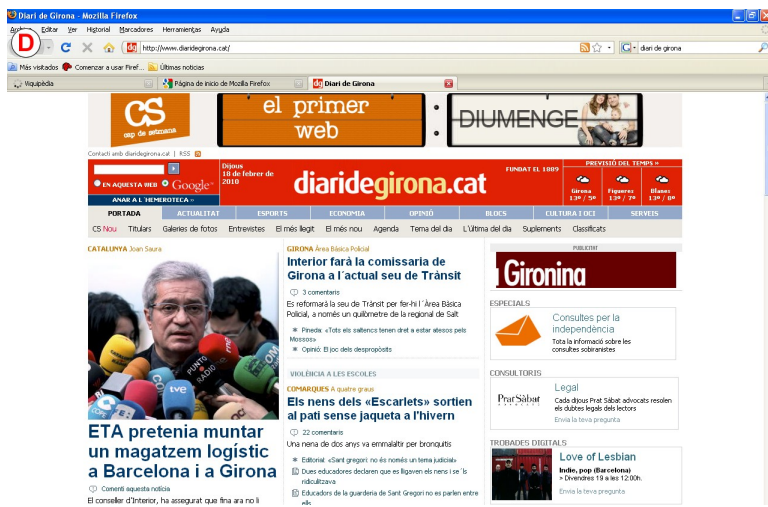 Diari de Girona - Mozilla Firefox
Editar Ver Historial Marcadores Herramientas Ayuda
D
http://www.diaridegirona.cat/
diari de girona
Más visitados Comenzar a usar Firef... Últimas noticias
Viquipèdia
Página de inicio de Mozilla Firefox
Diari de Girona
CS
cap de setmana
el primer
web
DIUMENGE
Contacti amb diaridegirona.cat | RSS
EN AQUESTA WEB Google
ANAR A L'HEMEROTECA »
Dijous
18 de febrer de
2010
diaridegirona.cat
FUNDAT EL 1889
PREVISIÓ DEL TEMPS »
Girona Figueres Blanes
13º / 5º 13º / 7º 13º / 8º
PORTADA ACTUALITAT ESPORTS ECONOMIA OPINIÓ BLOCS CULTURA I OCI SERVEIS
CS Nou Titulars Galeries de fotos Entrevistes El més llegit El més nou Agenda Tema del dia L'última del dia Suplements Classificats
CATALUNYA Joan Saura
PUNTO
RADIO
tve
COPE
ETA pretenia muntar
un magatzem logístic
a Barcelona i a Girona
Comenti aquesta notícia
El conseller d'Interior, ha assegurat que fina ara no li
GIRONA Àrea Bàsica Policial
Interior farà la comissaria de
Girona a l´actual seu de Trànsit
3 comentaris
Es reformarà la seu de Trànsit per fer-hi l´Àrea Bàsica
Policial, a només un quilòmetre de la regional de Salt
Pineda: «Tots els saltencs tenen dret a estar atesos pels
Mossos»
Opinió: El joc dels despropòsits
VIOLÈNCIA A LES ESCOLES
COMARQUES A quatre graus
Els nens dels «Escarlets» sortien
al pati sense jaqueta a l'hivern
22 comentaris
Una nena de dos anys va emmalaltir per bronquitis
Editorial: «Sant gregori: no és només un tema judicial»
Dues educadores declaren que es lligaven els nens i se ´ls
ridiculitzava
Educadors de la guarderia de Sant Gregori no es parlen entre
ells
PUBLICITAT
Gironina
ESPECIALS
Consultes per la
independència
Tota la informació sobre les
consultes sobiranistes
CONSULTORIS
Prat Sàbat
Legal
Cada dijous Prat Sàbat advocats resolen
els dubtes legals dels lectors
Envia la teva pregunta
TROBADES DIGITALS
Love of Lesbian
Indie, pop (Barcelona)
» Divendres 19 a les 12:00h.
Envia la teva pregunta